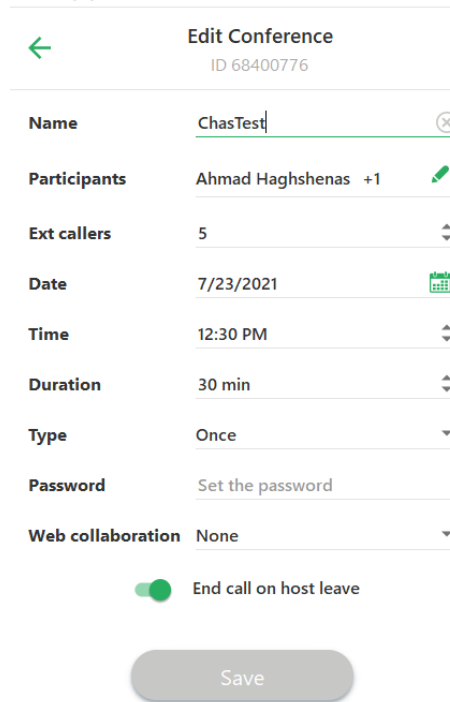 Edit Conference
ID 68400776
Name ChasTest
Participants Ahmad Haghshenas +1
Ext callers 5
Date 7/23/2021
Time 12:30 PM
Duration 30 min
Type Once
Password Set the password
Web collaboration None
End call on host leave
Save